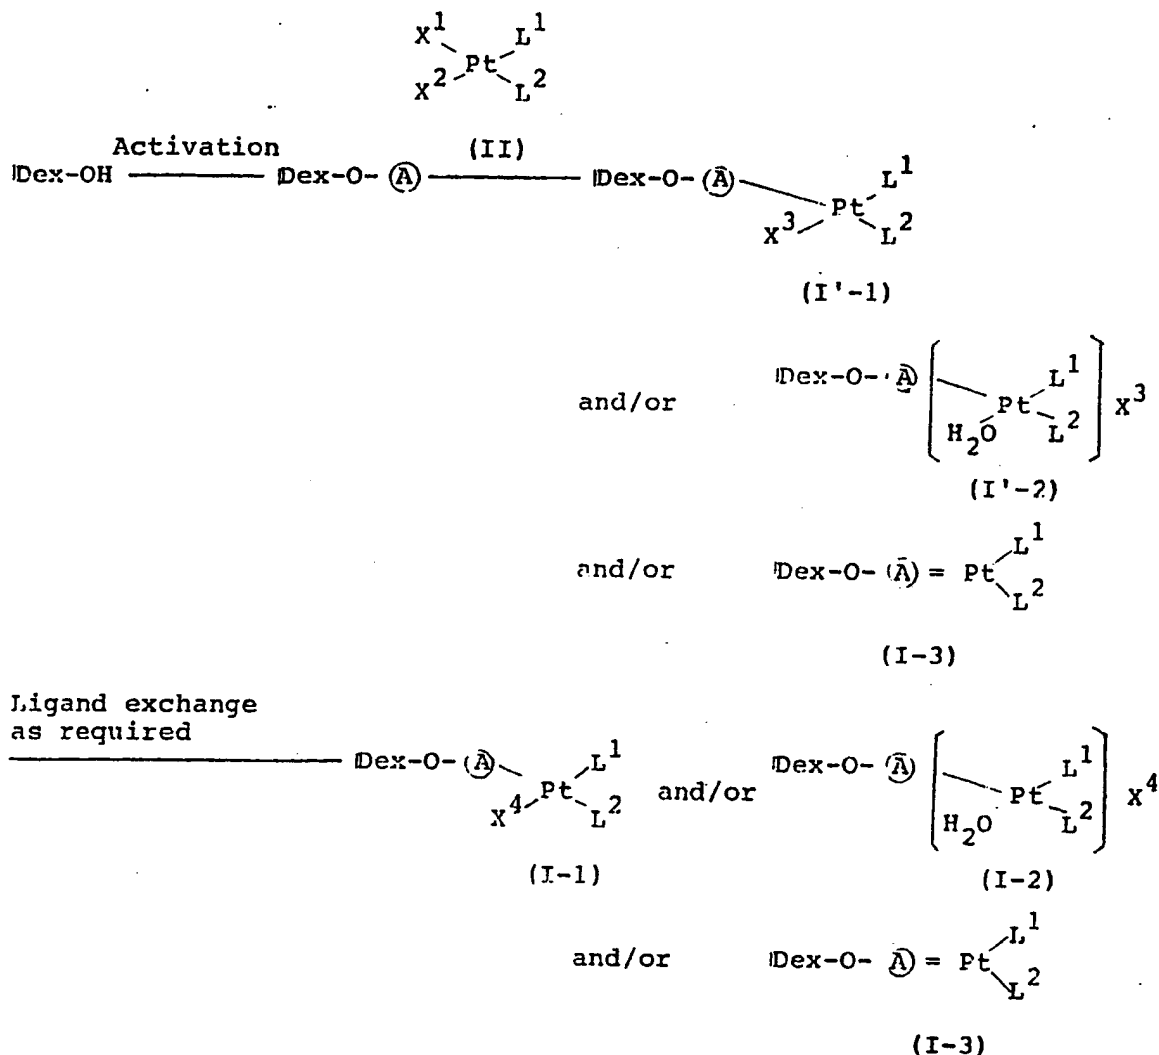 X¹ L¹
Pt
X² L²
Activation (II)
Dex-OH Dex-O-(A) Dex-O-(A) L¹
Pt
X³ L²
(I'-1)
Dex-O-(A) L¹
and/or Pt X³
H₂O L²
(I'-2)
L¹
and/or Dex-O-(A) = Pt
L²
(I-3)
Ligand exchange
as required
Dex-O-(A) L¹ and/or Dex-O-(A) L¹
Pt Pt X⁴
X⁴ L² H₂O L²
(I-1) (I-2)
L¹
and/or Dex-O-(A) = Pt
L²
(I-3)